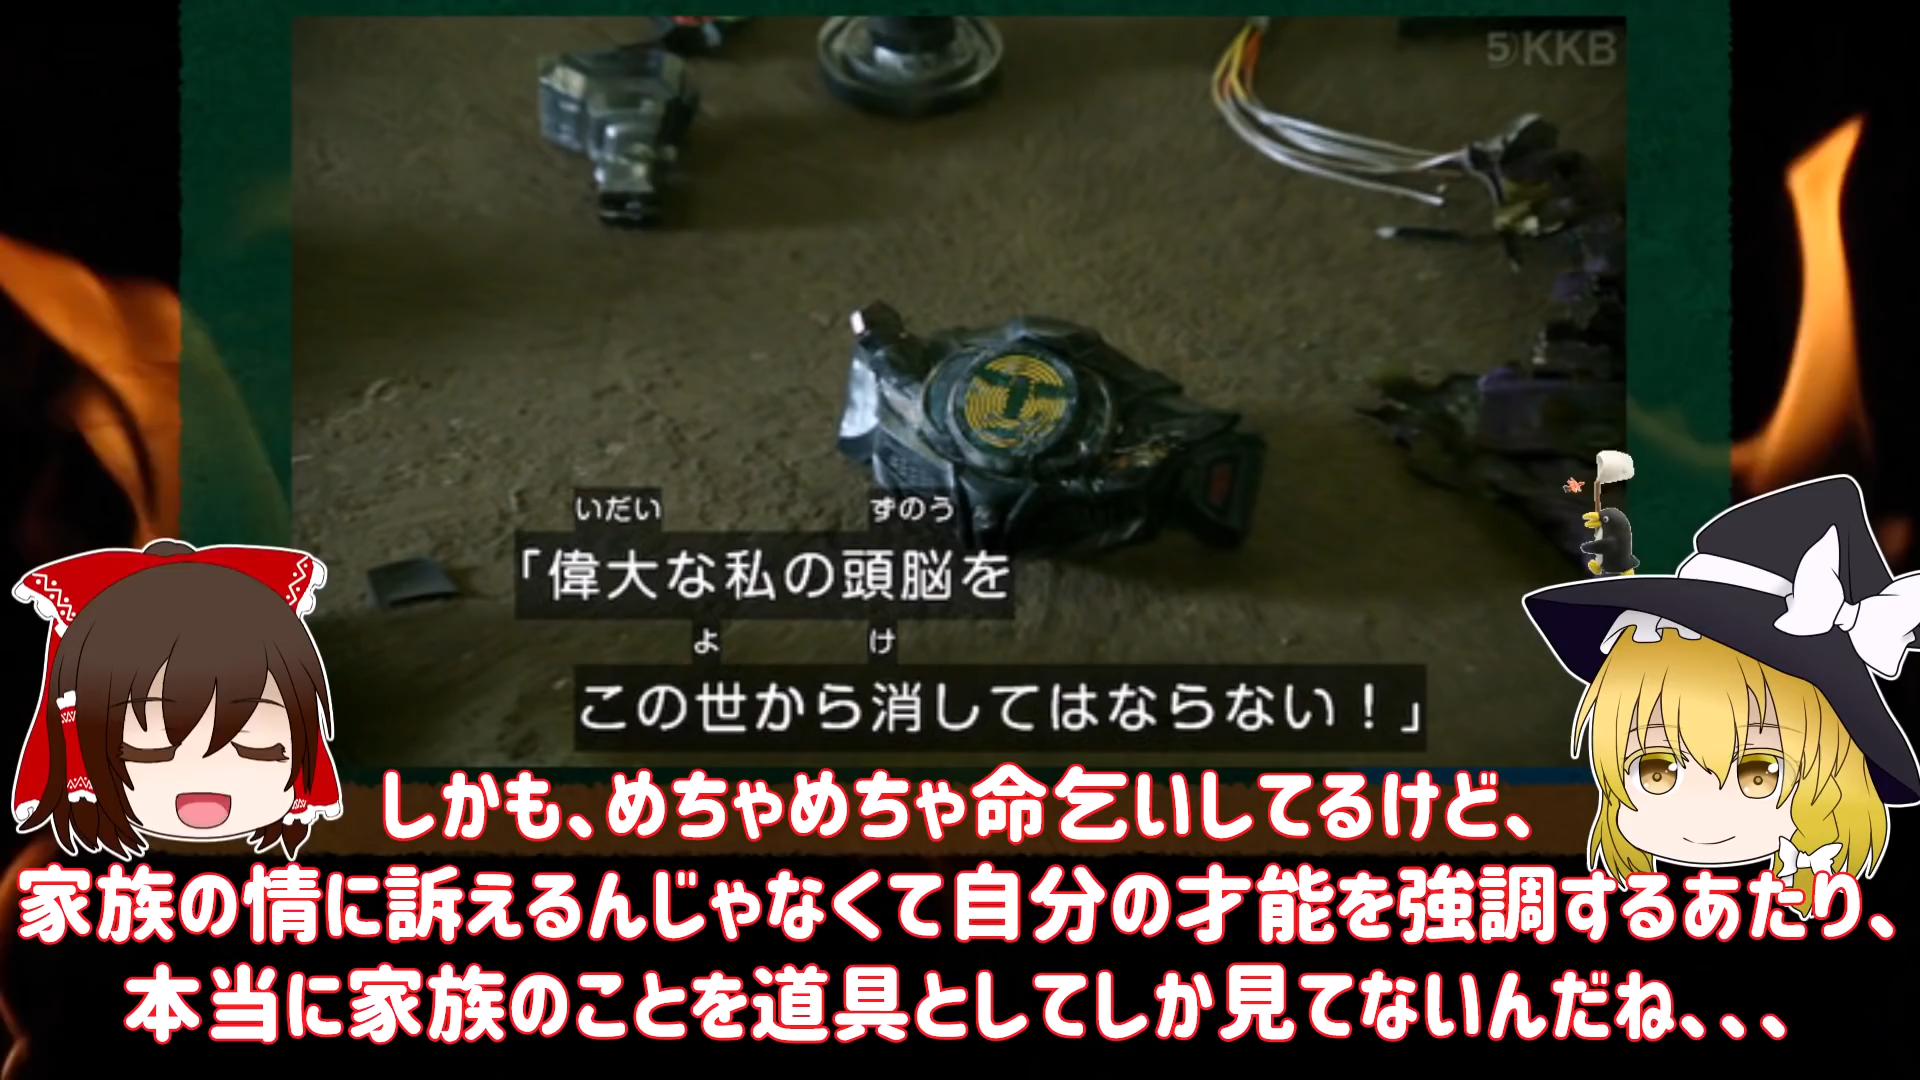 5 KKB
いだい ずのう
「偉大な私の頭脳を
よ け
この世から消してはならない！」
しかも、めちゃめちゃ命乞いしてるけど、
家族の情に訴えるんじゃなくて自分の才能を強調するあたり、
本当に家族のことを道具としてしか見てないんだね、、、